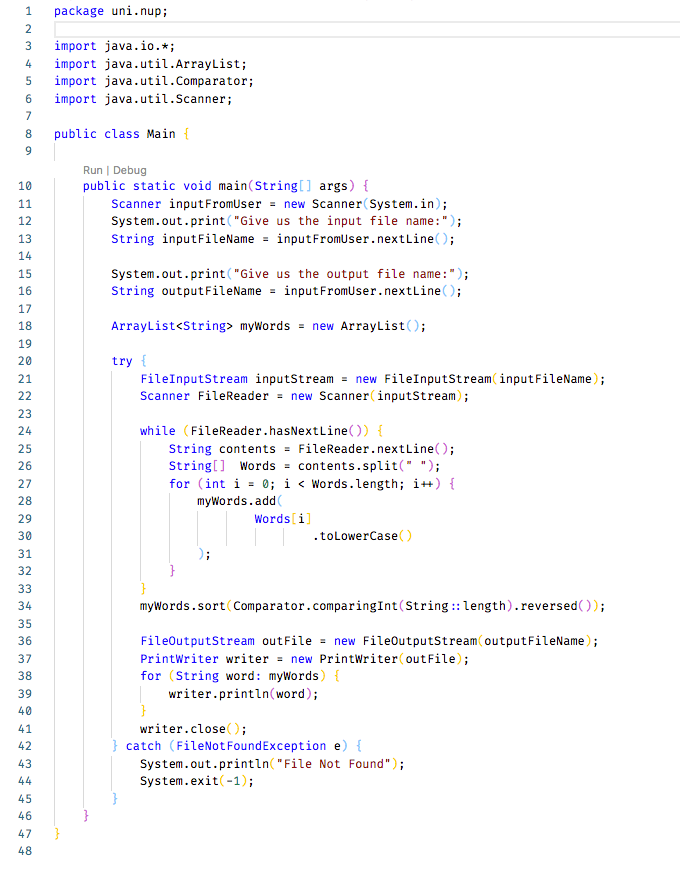 1 package uni.nup;
2
3 import java.io.*;
4 import java.util.ArrayList;
5 import java.util.Comparator;
6 import java.util.Scanner;
7
8 public class Main {
9
Run | Debug
10 public static void main(String[] args) {
11 Scanner inputFromUser = new Scanner(System.in);
12 System.out.print("Give us the input file name:");
13 String inputFileName = inputFromUser.nextLine();
14
15 System.out.print("Give us the output file name:");
16 String outputFileName = inputFromUser.nextLine();
17
18 ArrayList<String> myWords = new ArrayList();
19
20 try {
21 FileInputStream inputStream = new FileInputStream(inputFileName);
22 Scanner FileReader = new Scanner(inputStream);
23
24 while (FileReader.hasNextLine()) {
25 String contents = FileReader.nextLine();
26 String[]  Words = contents.split(" ");
27 for (int i = 0; i < Words.length; i++) {
28 myWords.add(
29 Words[i]
30 .toLowerCase()
31 );
32 }
33 }
34 myWords.sort(Comparator.comparingInt(String::length).reversed());
35
36 FileOutputStream outFile = new FileOutputStream(outputFileName);
37 PrintWriter writer = new PrintWriter(outFile);
38 for (String word: myWords) {
39 writer.println(word);
40 }
41 writer.close();
42 } catch (FileNotFoundException e) {
43 System.out.println("File Not Found");
44 System.exit(-1);
45 }
46 }
47 }
48